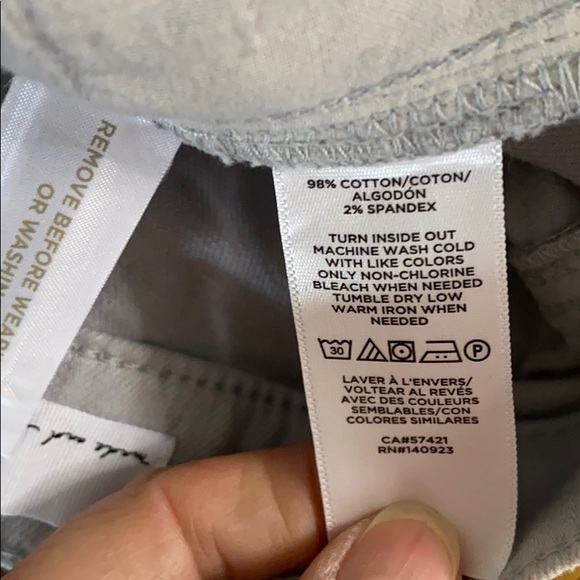 REMOVE BEFORE WEAR
OR WASHIN
98% COTTON/COTON/
ALGODÓN
2% SPANDEX
TURN INSIDE OUT
MACHINE WASH COLD
WITH LIKE COLORS
ONLY NON-CHLORINE
BLEACH WHEN NEEDED
TUMBLE DRY LOW
WARM IRON WHEN
NEEDED
30 P
LAVER À L'ENVERS/
VOLTEAR AL REVÉS
AVEC DES COULEURS
SEMBLABLES/CON
COLORES SIMILARES
CA#57421
RN#140923